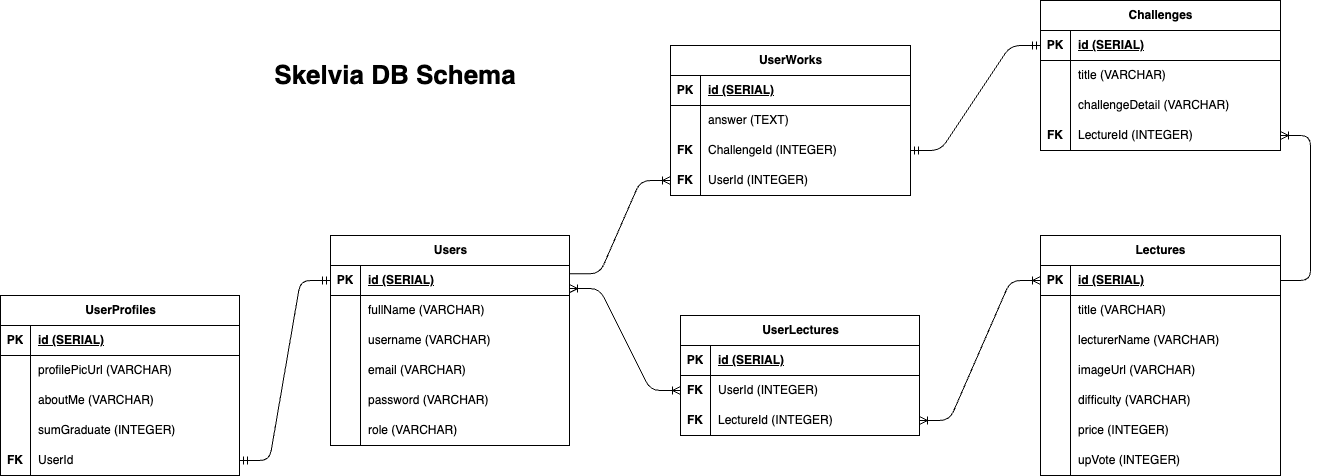 Skelvia DB Schema
UserProfiles
PK id (SERIAL)
profilePicUrl (VARCHAR)
aboutMe (VARCHAR)
sumGraduate (INTEGER)
FK UserId
Users
PK id (SERIAL)
fullName (VARCHAR)
username (VARCHAR)
email (VARCHAR)
password (VARCHAR)
role (VARCHAR)
UserWorks
PK id (SERIAL)
answer (TEXT)
FK ChallengeId (INTEGER)
FK UserId (INTEGER)
UserLectures
PK id (SERIAL)
FK UserId (INTEGER)
FK LectureId (INTEGER)
Challenges
PK id (SERIAL)
title (VARCHAR)
challengeDetail (VARCHAR)
FK LectureId (INTEGER)
Lectures
PK id (SERIAL)
title (VARCHAR)
lecturerName (VARCHAR)
imageUrl (VARCHAR)
difficulty (VARCHAR)
price (INTEGER)
upVote (INTEGER)